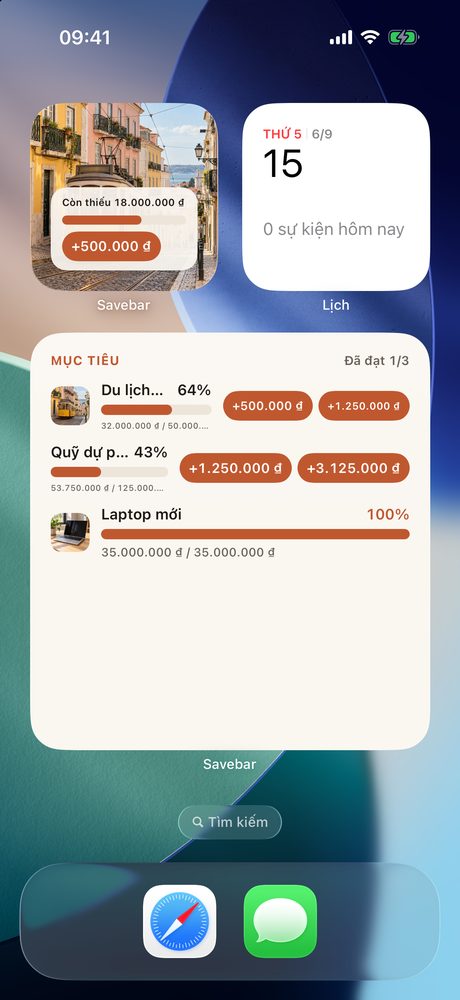 09:41
Còn thiếu 18.000.000 ₫
+500.000 ₫
Savebar
THỨ 5 6/9
15
0 sự kiện hôm nay
Lịch
MỤC TIÊU
Đã đạt 1/3
Du lịch... 64%
32.000.000 ₫ / 50.000....
+500.000 ₫
+1.250.000 ₫
Quỹ dự p... 43%
53.750.000 ₫ / 125.000....
+1.250.000 ₫
+3.125.000 ₫
Laptop mới
100%
35.000.000 ₫ / 35.000.000 ₫
Savebar
Tìm kiếm